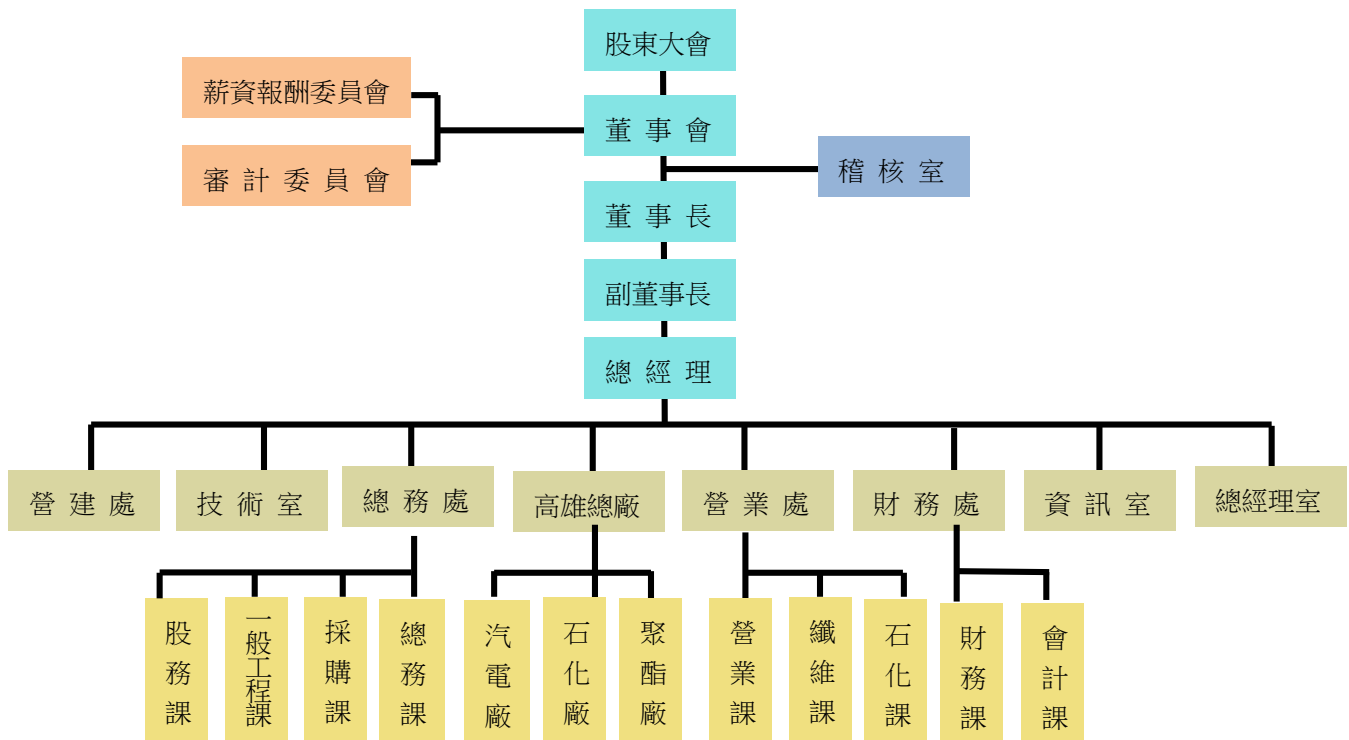 股東大會
薪資報酬委員會
董事會
審計委員會
稽核室
董事長
副董事長
總經理
營建處
技術室
總務處
高雄總廠
營業處
財務處
資訊室
總經理室
股務課
一般工程課
採購課
總務課
汽電廠
石化廠
聚酯廠
營業課
纖維課
石化課
財務課
會計課